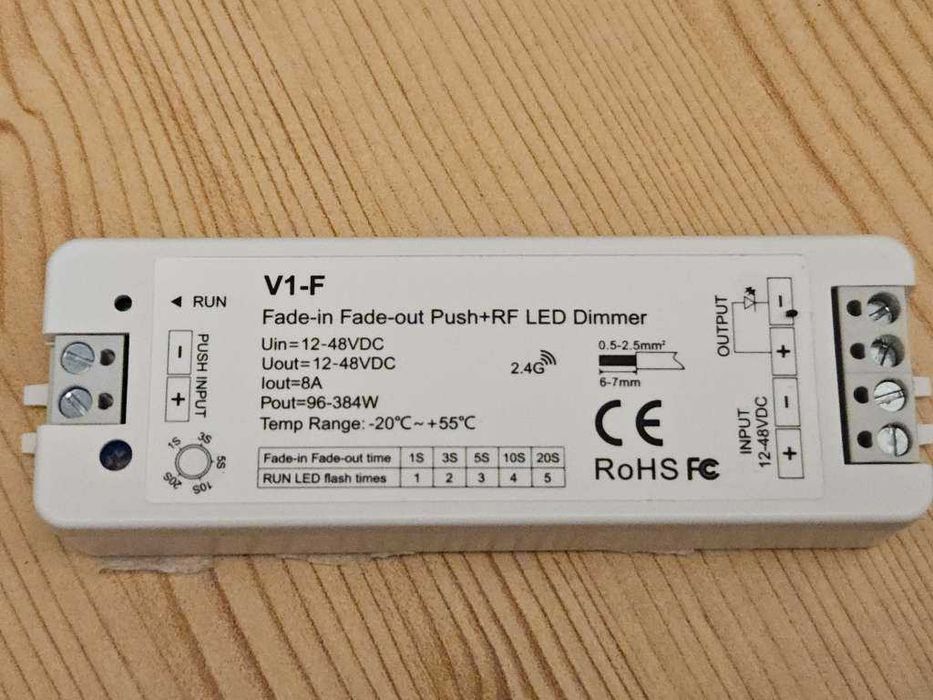 V1-F
Fade-in Fade-out Push+RF LED Dimmer
Uin=12-48VDC
Uout=12-48VDC
Iout=8A
Pout=96-384W
Temp Range: -20℃~+55℃
Fade-in Fade-out time 1S 3S 5S 10S 20S
RUN LED flash times 1 2 3 4 5
◄ RUN
PUSH INPUT
- +
1S 3S 5S 10S 20S
2.4G
0.5-2.5mm²
6-7mm
CE
RoHS FC
OUTPUT
- +
INPUT
12-48VDC
- +